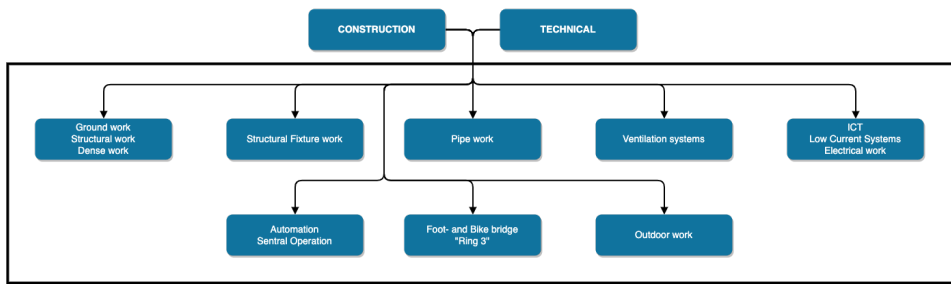 CONSTRUCTION
TECHNICAL
Ground work
Structural work
Dense work
Structural Fixture work
Pipe work
Ventilation systems
ICT
Low Current Systems
Electrical work
Automation
Sentral Operation
Foot- and Bike bridge
"Ring 3"
Outdoor work